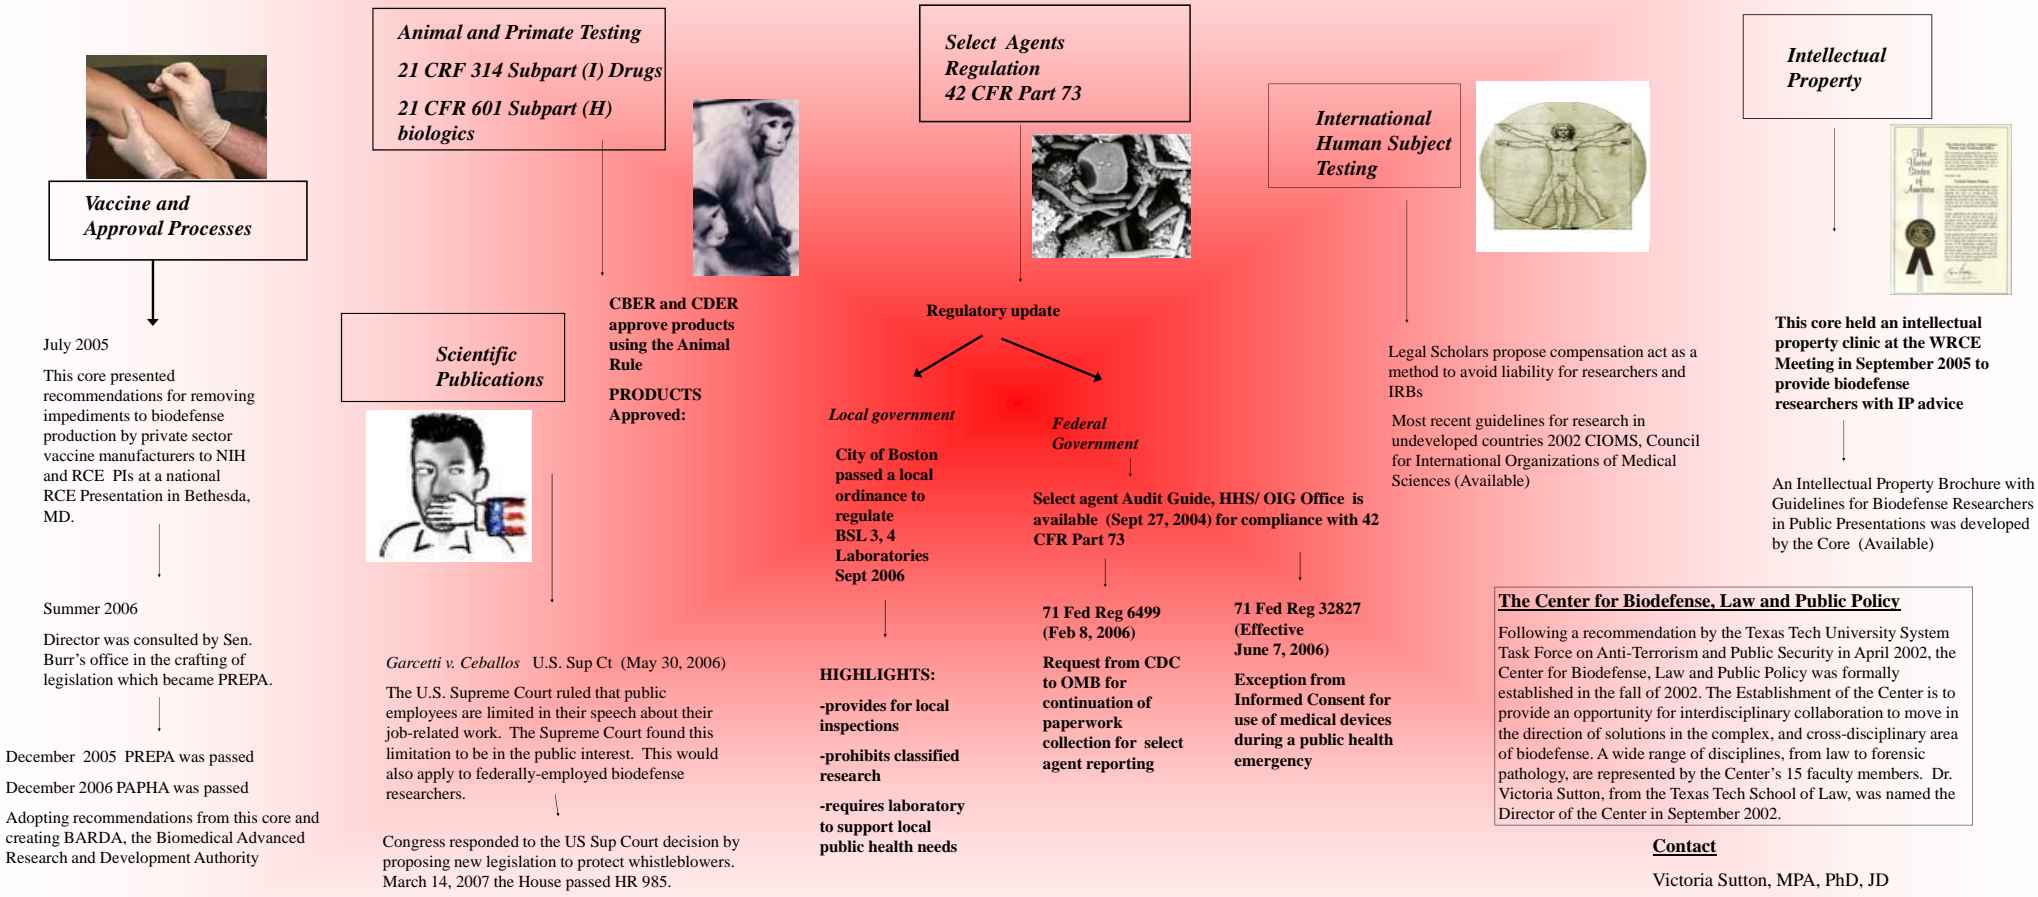 Vaccine and
Approval Processes
July 2005
This core presented
recommendations for removing
impediments to biodefense
production by private sector
vaccine manufacturers to NIH
and RCE PIs at a national
RCE Presentation in Bethesda,
MD.
Summer 2006
Director was consulted by Sen.
Burr's office in the crafting of
legislation which became PREPA.
December 2005 PREPA was passed
December 2006 PAPHA was passed
Adopting recommendations from this core and
creating BARDA, the Biomedical Advanced
Research and Development Authority
Animal and Primate Testing
21 CRF 314 Subpart (I) Drugs
21 CFR 601 Subpart (H)
biologics
CBER and CDER
approve products
using the Animal
Rule
PRODUCTS
Approved:
Scientific
Publications
Garcetti v. Ceballos U.S. Sup Ct (May 30, 2006)
The U.S. Supreme Court ruled that public
employees are limited in their speech about their
job-related work. The Supreme Court found this
limitation to be in the public interest. This would
also apply to federally-employed biodefense
researchers.
Congress responded to the US Sup Court decision by
proposing new legislation to protect whistleblowers.
March 14, 2007 the House passed HR 985.
Select Agents
Regulation
42 CFR Part 73
Regulatory update
Local government
City of Boston
passed a local
ordinance to
regulate
BSL 3, 4
Laboratories
Sept 2006
HIGHLIGHTS:
-provides for local
inspections
-prohibits classified
research
-requires laboratory
to support local
public health needs
Federal
Government
Select agent Audit Guide, HHS/ OIG Office is
available (Sept 27, 2004) for compliance with 42
CFR Part 73
71 Fed Reg 6499
(Feb 8, 2006)
Request from CDC
to OMB for
continuation of
paperwork
collection for select
agent reporting
71 Fed Reg 32827
(Effective
June 7, 2006)
Exception from
Informed Consent for
use of medical devices
during a public health
emergency
International
Human Subject
Testing
Legal Scholars propose compensation act as a
method to avoid liability for researchers and
IRBs
Most recent guidelines for research in
undeveloped countries 2002 CIOMS, Council
for International Organizations of Medical
Sciences (Available)
Intellectual
Property
The
United
States
of
America
This core held an intellectual
property clinic at the WRCE
Meeting in September 2005 to
provide biodefense
researchers with IP advice
An Intellectual Property Brochure with
Guidelines for Biodefense Researchers
in Public Presentations was developed
by the Core (Available)
The Center for Biodefense, Law and Public Policy
Following a recommendation by the Texas Tech University System
Task Force on Anti-Terrorism and Public Security in April 2002, the
Center for Biodefense, Law and Public Policy was formally
established in the fall of 2002. The Establishment of the Center is to
provide an opportunity for interdisciplinary collaboration to move in
the direction of solutions in the complex, and cross-disciplinary area
of biodefense. A wide range of disciplines, from law to forensic
pathology, are represented by the Center's 15 faculty members. Dr.
Victoria Sutton, from the Texas Tech School of Law, was named the
Director of the Center in September 2002.
Contact
Victoria Sutton, MPA, PhD, JD